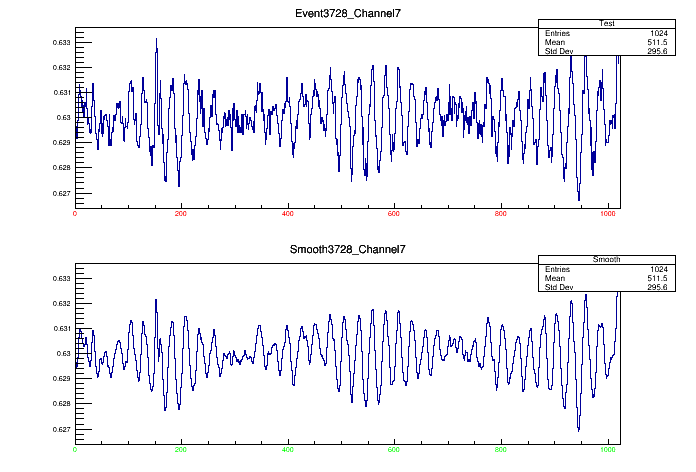 Event3728_Channel7
Test
Entries 1024
Mean 511.5
Std Dev 295.6
0.633
0.632
0.631
0.63
0.629
0.628
0.627
0 200 400 600 800 1000
Smooth3728_Channel7
Smooth
Entries 1024
Mean 511.5
Std Dev 295.6
0.633
0.632
0.631
0.63
0.629
0.628
0.627
0 200 400 600 800 1000